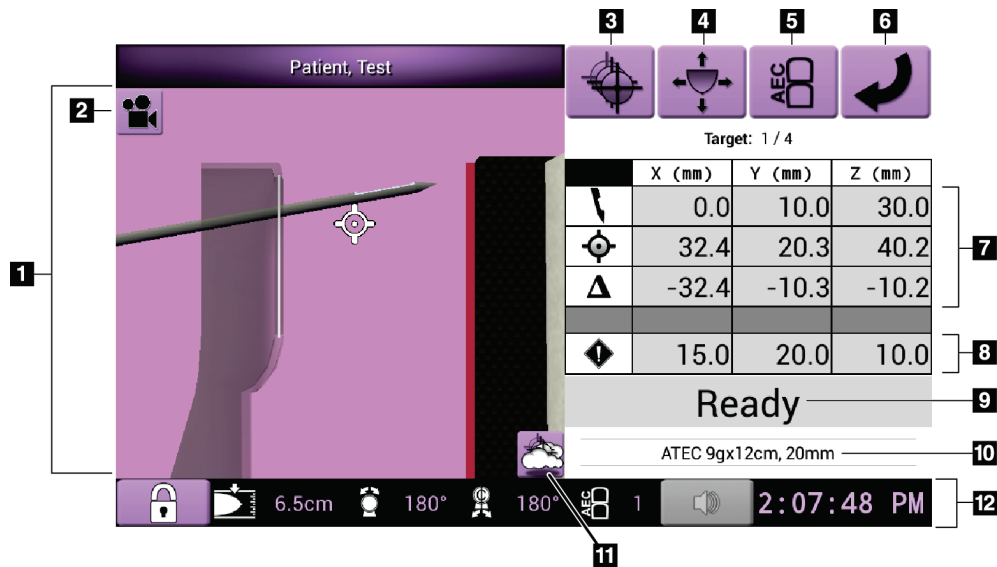 3 4 5 6
1
2
Patient, Test
AEC
Target: 1 / 4
X (mm) Y (mm) Z (mm)
0.0 10.0 30.0
32.4 20.3 40.2
Δ -32.4 -10.3 -10.2
7
15.0 20.0 10.0
8
Ready
9
ATEC 9gx12cm, 20mm
10
6.5cm 180° 180° AEC 1 2:07:48 PM
12
11